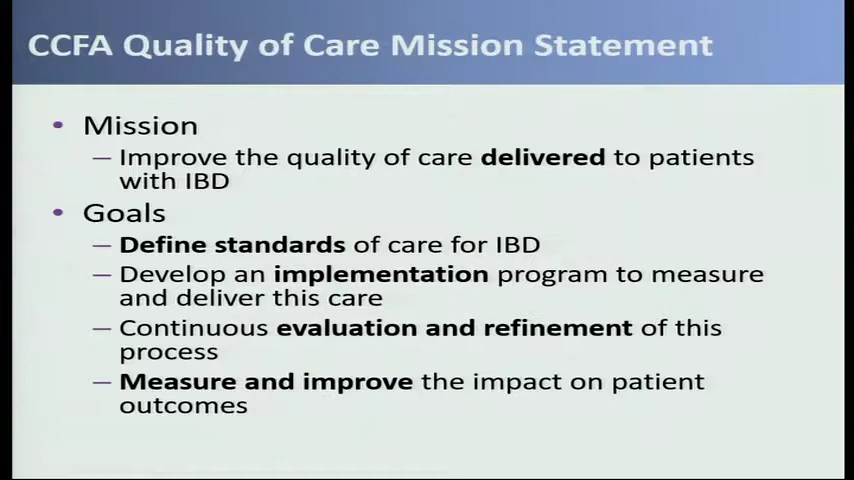 CCFA Quality of Care Mission Statement
• Mission
– Improve the quality of care delivered to patients
with IBD
• Goals
– Define standards of care for IBD
– Develop an implementation program to measure
and deliver this care
– Continuous evaluation and refinement of this
process
– Measure and improve the impact on patient
outcomes